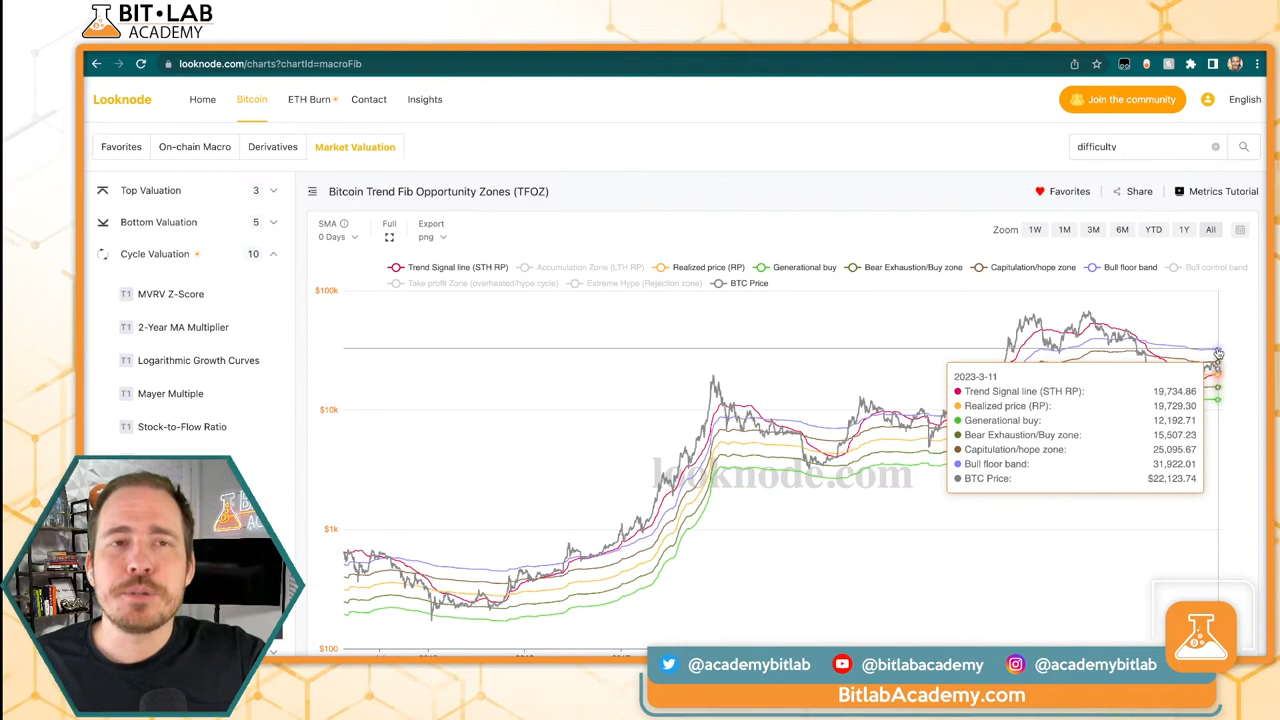 BIT•LAB
ACADEMY
looknode.com/charts?chartId=macroFib
Looknode
Home
Bitcoin
ETH Burn
Contact
Insights
Join the community
English
Favorites
On-chain Macro
Derivatives
Market Valuation
difficulty
Top Valuation 3
Bottom Valuation 5
Cycle Valuation 10
T1 MVRV Z-Score
T1 2-Year MA Multiplier
T1 Logarithmic Growth Curves
T1 Mayer Multiple
T1 Stock-to-Flow Ratio
Bitcoin Trend Fib Opportunity Zones (TFOZ)
Favorites
Share
Metrics Tutorial
SMA
0 Days
Full
Export
png
Zoom 1W 1M 3M 6M YTD 1Y All
Trend Signal line (STH RP) Accumulation Zone (LTH RP) Realized price (RP) Generational buy Bear Exhaustion/Buy zone Capitulation/hope zone Bull floor band Bull control band
Take profit Zone (overheated/hype cycle) Extreme Hype (Rejection zone) BTC Price
$100k
$10k
$1k
$100
looknode.com
2023-3-11
Trend Signal line (STH RP): 19,734.86
Realized price (RP): 19,729.30
Generational buy: 12,192.71
Bear Exhaustion/Buy zone: 15,507.23
Capitulation/hope zone: 25,095.67
Bull floor band: 31,922.01
BTC Price: $22,123.74
@academybitlab
@bitlabacademy
@academybitlab
BitlabAcademy.com